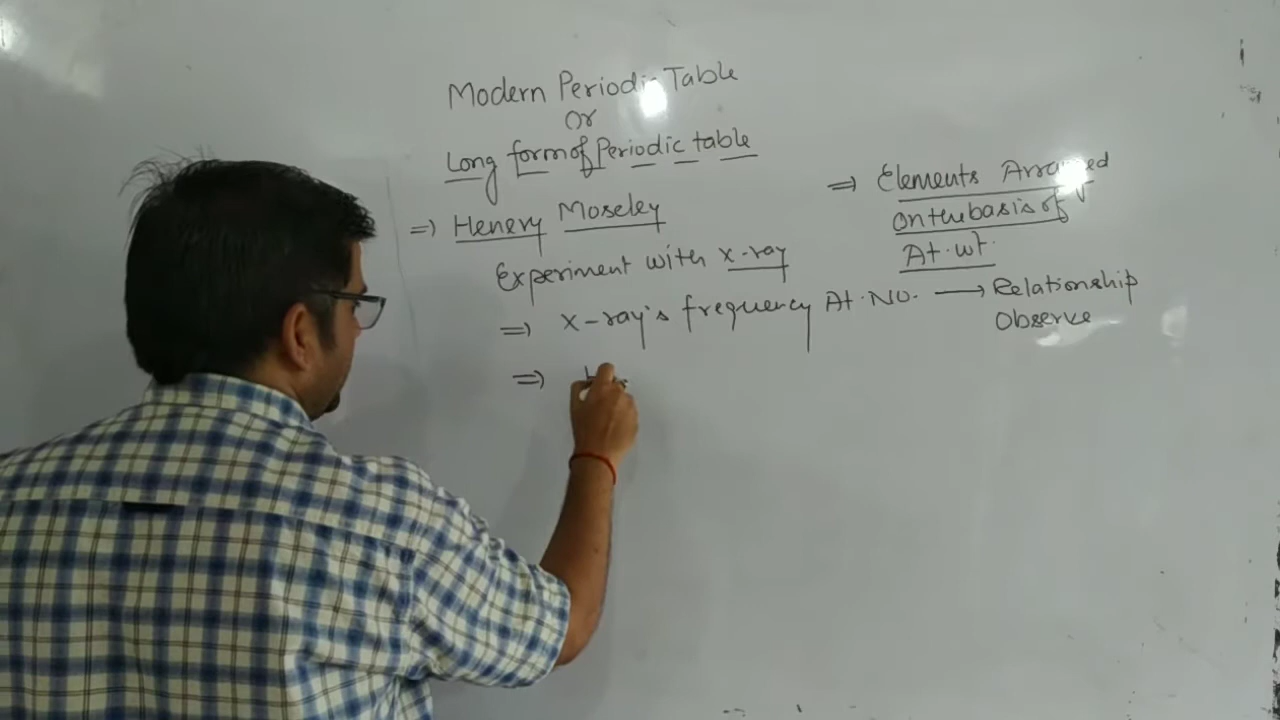 Modern Periodic Table
Or
Long form of Periodic table
⇒ Henery Moseley
Experiment with x-ray
⇒ X-ray's frequency At. No. ⟶ Relationship
Observe
⇒
⇒ Elements Arranged
on the basis of
At. wt.